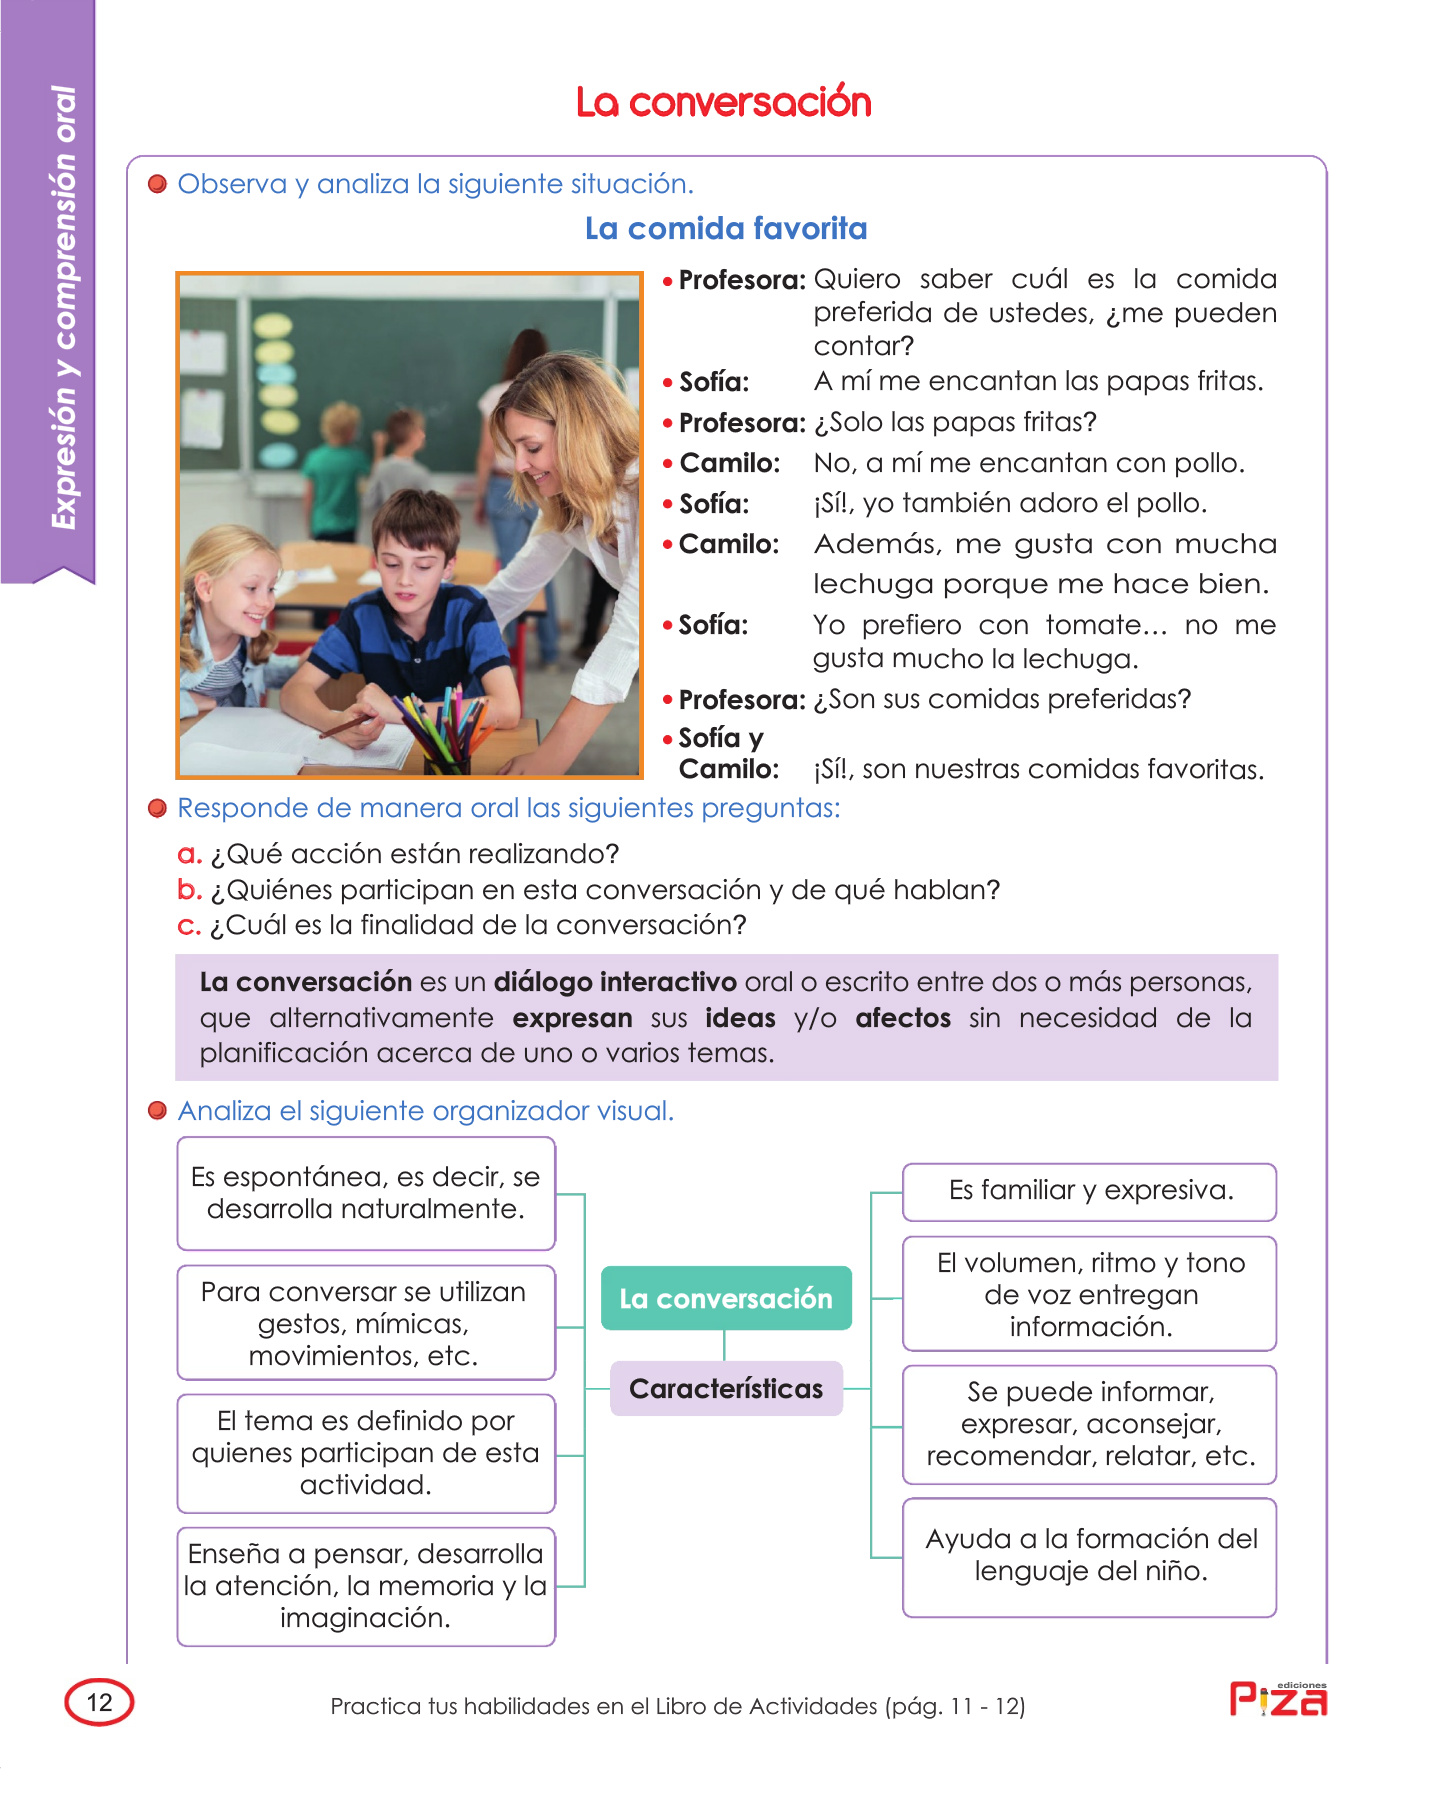 Expresión y comprensión oral
La conversación
Observa y analiza la siguiente situación.
La comida favorita
• Profesora: Quiero saber cuál es la comida
preferida de ustedes, ¿me pueden
contar?
• Sofía: A mí me encantan las papas fritas.
• Profesora: ¿Solo las papas fritas?
• Camilo: No, a mí me encantan con pollo.
• Sofía: ¡Sí!, yo también adoro el pollo.
• Camilo: Además, me gusta con mucha
lechuga porque me hace bien.
• Sofía: Yo prefiero con tomate... no me
gusta mucho la lechuga.
• Profesora: ¿Son sus comidas preferidas?
• Sofía y
Camilo: ¡Sí!, son nuestras comidas favoritas.
Responde de manera oral las siguientes preguntas:
a. ¿Qué acción están realizando?
b. ¿Quiénes participan en esta conversación y de qué hablan?
c. ¿Cuál es la finalidad de la conversación?
La conversación es un diálogo interactivo oral o escrito entre dos o más personas,
que alternativamente expresan sus ideas y/o afectos sin necesidad de la
planificación acerca de uno o varios temas.
Analiza el siguiente organizador visual.
Es espontánea, es decir, se
desarrolla naturalmente.
Para conversar se utilizan
gestos, mímicas,
movimientos, etc.
El tema es definido por
quienes participan de esta
actividad.
Enseña a pensar, desarrolla
la atención, la memoria y la
imaginación.
La conversación
Características
Es familiar y expresiva.
El volumen, ritmo y tono
de voz entregan
información.
Se puede informar,
expresar, aconsejar,
recomendar, relatar, etc.
Ayuda a la formación del
lenguaje del niño.
12
Practica tus habilidades en el Libro de Actividades (pág. 11 - 12)
ediciones
Piza